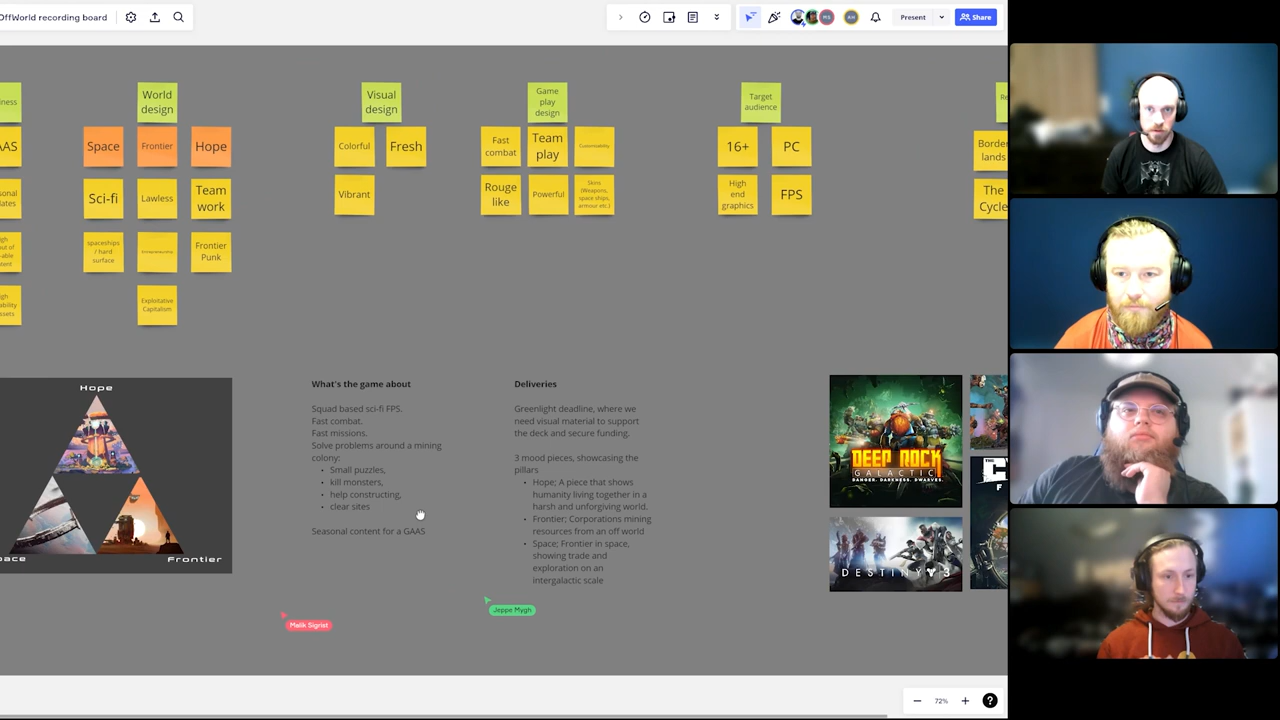 OffWorld recording board
Present
Share
World
design
Space
Frontier
Hope
Sci-fi
Lawless
Team
work
spaceships
/ hard
surface
Entrepreneurship
Frontier
Punk
Exploitative
Capitalism
Visual
design
Colorful
Fresh
Vibrant
Game
play
design
Fast
combat
Team
play
Customisability
Rouge
like
Powerful
Skins
(Weapons,
space ships,
armour etc.)
Target
audience
16+
PC
High
end
graphics
FPS
Border
lands
The
Cycle
Hope
Frontier
What's the game about
Squad based sci-fi FPS.
Fast combat.
Fast missions.
Solve problems around a mining
colony:
• Small puzzles,
• kill monsters,
• help constructing,
• clear sites
Seasonal content for a GAAS
Deliveries
Greenlight deadline, where we
need visual material to support
the deck and secure funding.
3 mood pieces, showcasing the
pillars
• Hope; A piece that shows
humanity living together in a
harsh and unforgiving world.
• Frontier; Corporations mining
resources from an off world
• Space; Frontier in space,
showing trade and
exploration on an
intergalactic scale
DEEP ROCK
GALACTIC
DANGER. DARKNESS. DWARVES.
DESTINY 3
Malik Sigrist
Jeppe Mygh
72%